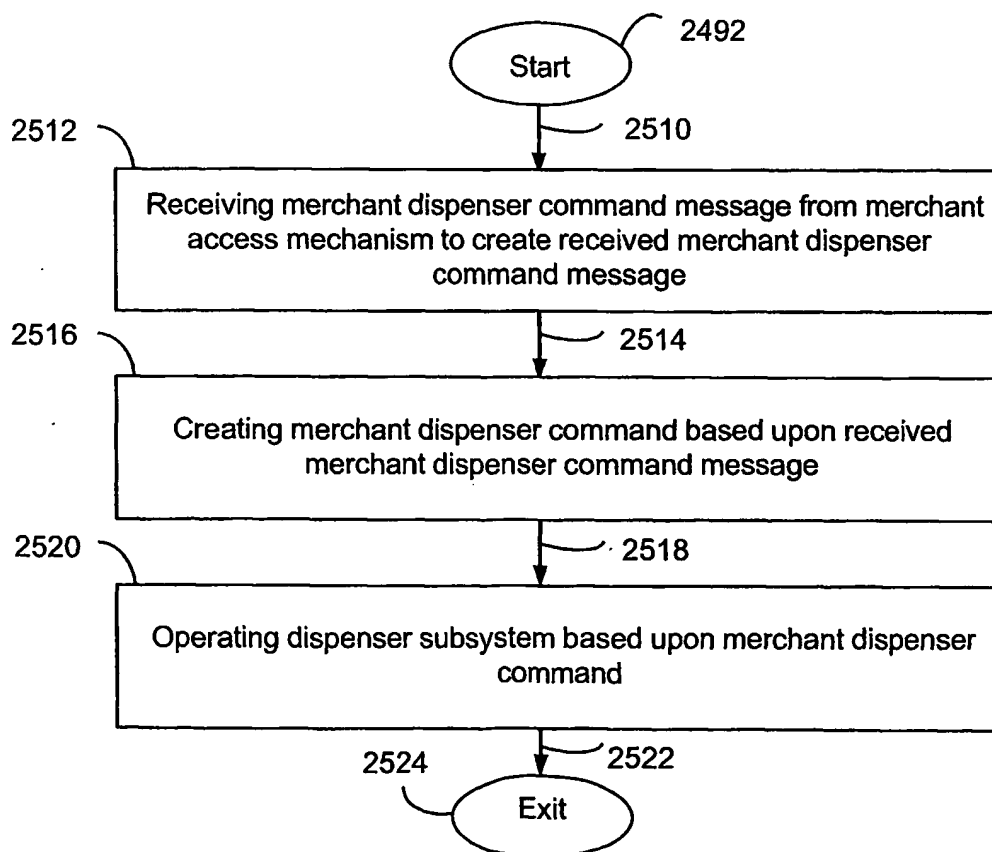 2492
Start
2510
2512
Receiving merchant dispenser command message from merchant
access mechanism to create received merchant dispenser
command message
2514
2516
Creating merchant dispenser command based upon received
merchant dispenser command message
2518
2520
Operating dispenser subsystem based upon merchant dispenser
command
2522
2524
Exit